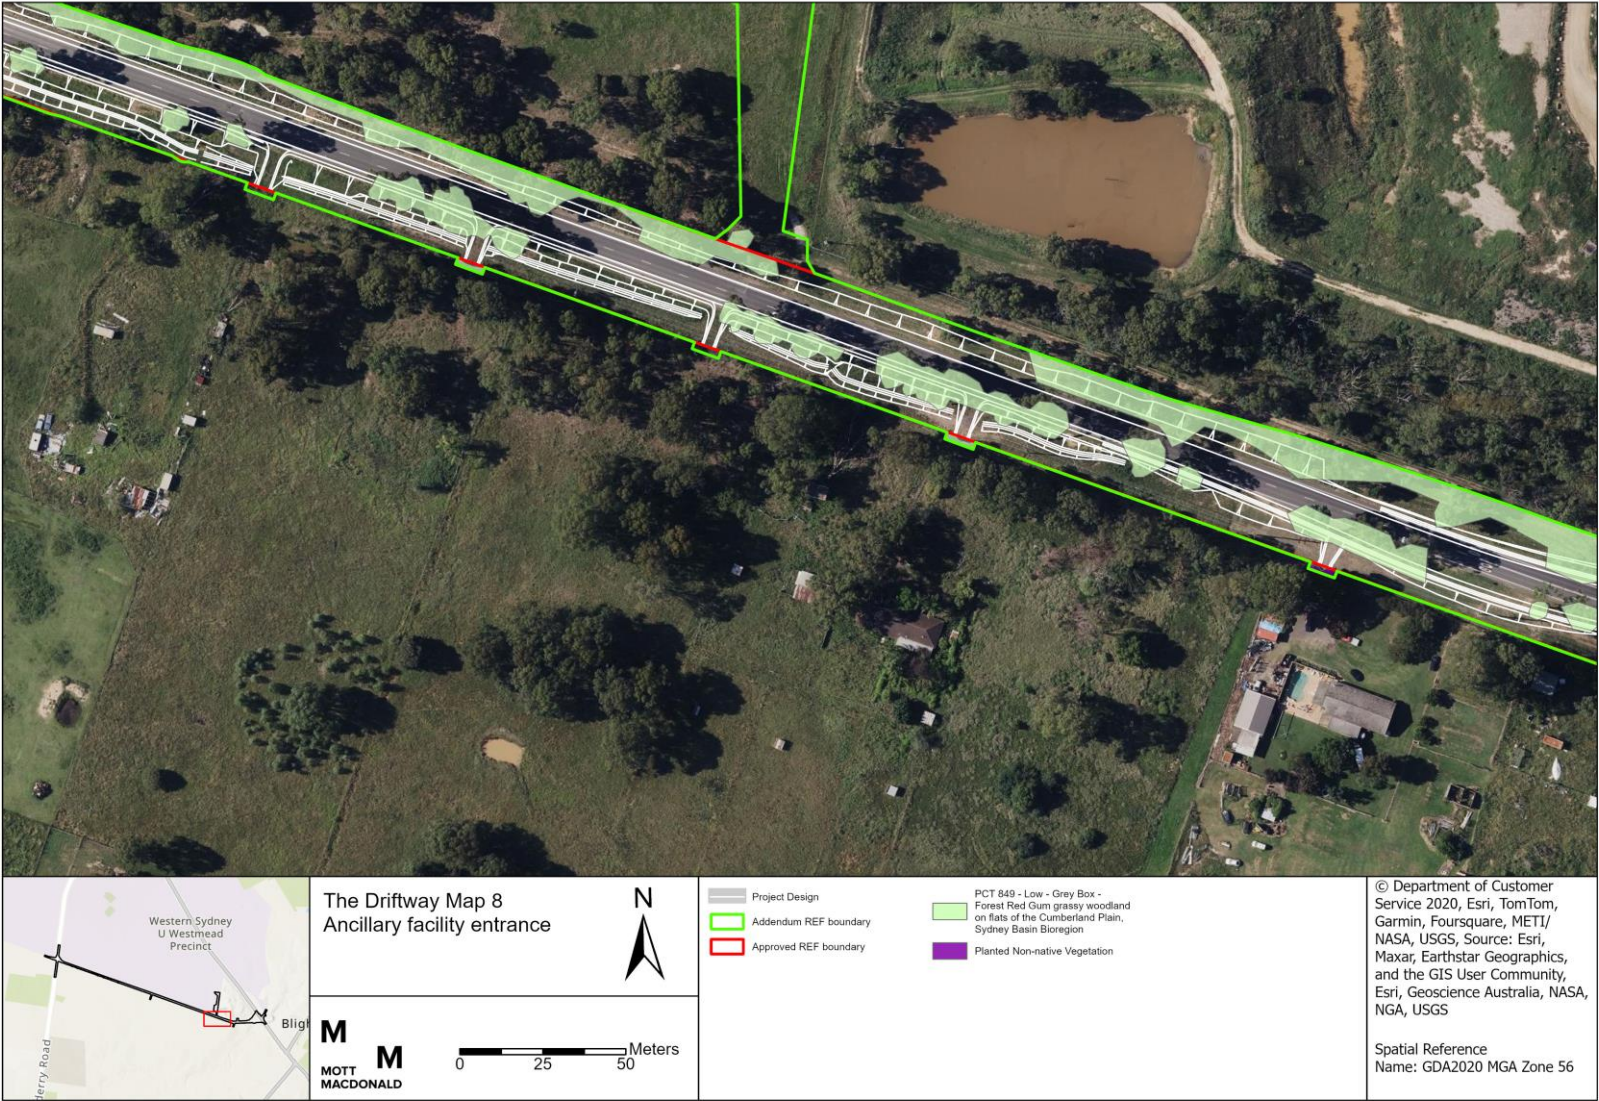 Western Sydney
U Westmead
Precinct
Bligh
derry Road
The Driftway Map 8
Ancillary facility entrance
N
M
M
MOTT
MACDONALD
0 25 50 Meters
Project Design
Addendum REF boundary
Approved REF boundary
PCT 849 - Low - Grey Box -
Forest Red Gum grassy woodland
on flats of the Cumberland Plain,
Sydney Basin Bioregion
Planted Non-native Vegetation
© Department of Customer
Service 2020, Esri, TomTom,
Garmin, Foursquare, METI/
NASA, USGS, Source: Esri,
Maxar, Earthstar Geographics,
and the GIS User Community,
Esri, Geoscience Australia, NASA,
NGA, USGS
Spatial Reference
Name: GDA2020 MGA Zone 56